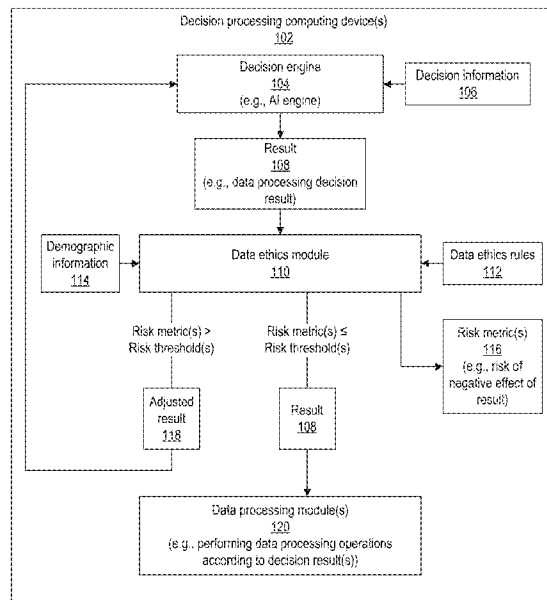 Decision processing computing device(s)
102
Decision engine
104
(e.g., AI engine)
Decision information
106
Result
108
(e.g., data processing decision
result)
Demographic
information
114
Data ethics module
110
Data ethics rules
112
Risk metric(s) >
Risk threshold(s)
Risk metric(s) ≤
Risk threshold(s)
Risk metric(s)
116
(e.g., risk of
negative effect of
result)
Adjusted
result
118
Result
108
Data processing module(s)
120
(e.g., performing data processing operations
according to decision result(s))